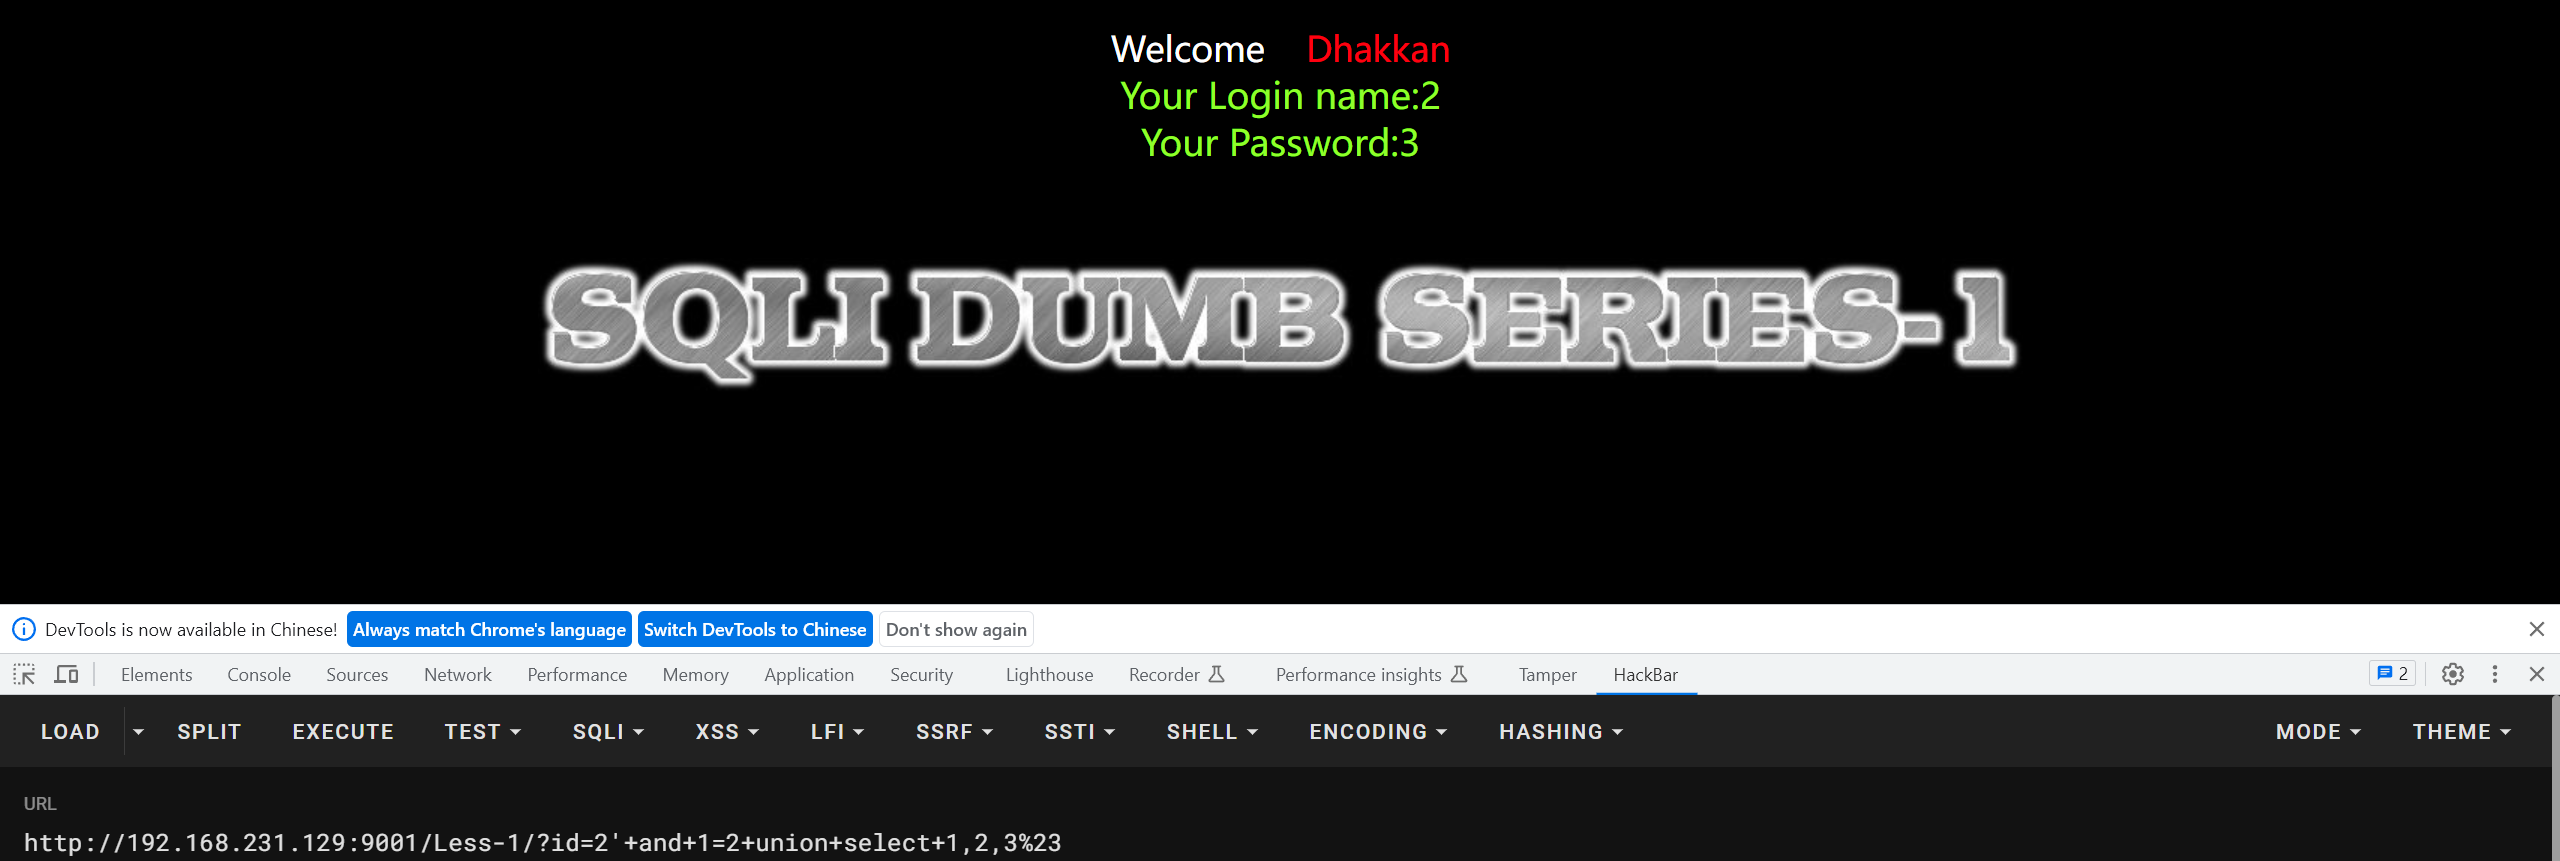 Welcome Dhakkan
Your Login name:2
Your Password:3
SQLI DUMB SERIES-1
DevTools is now available in Chinese! Always match Chrome's language Switch DevTools to Chinese Don't show again
Elements Console Sources Network Performance Memory Application Security Lighthouse Recorder Performance insights Tamper HackBar 2
LOAD SPLIT EXECUTE TEST SQLI XSS LFI SSRF SSTI SHELL ENCODING HASHING MODE THEME
URL
http://192.168.231.129:9001/Less-1/?id=2'+and+1=2+union+select+1,2,3%23